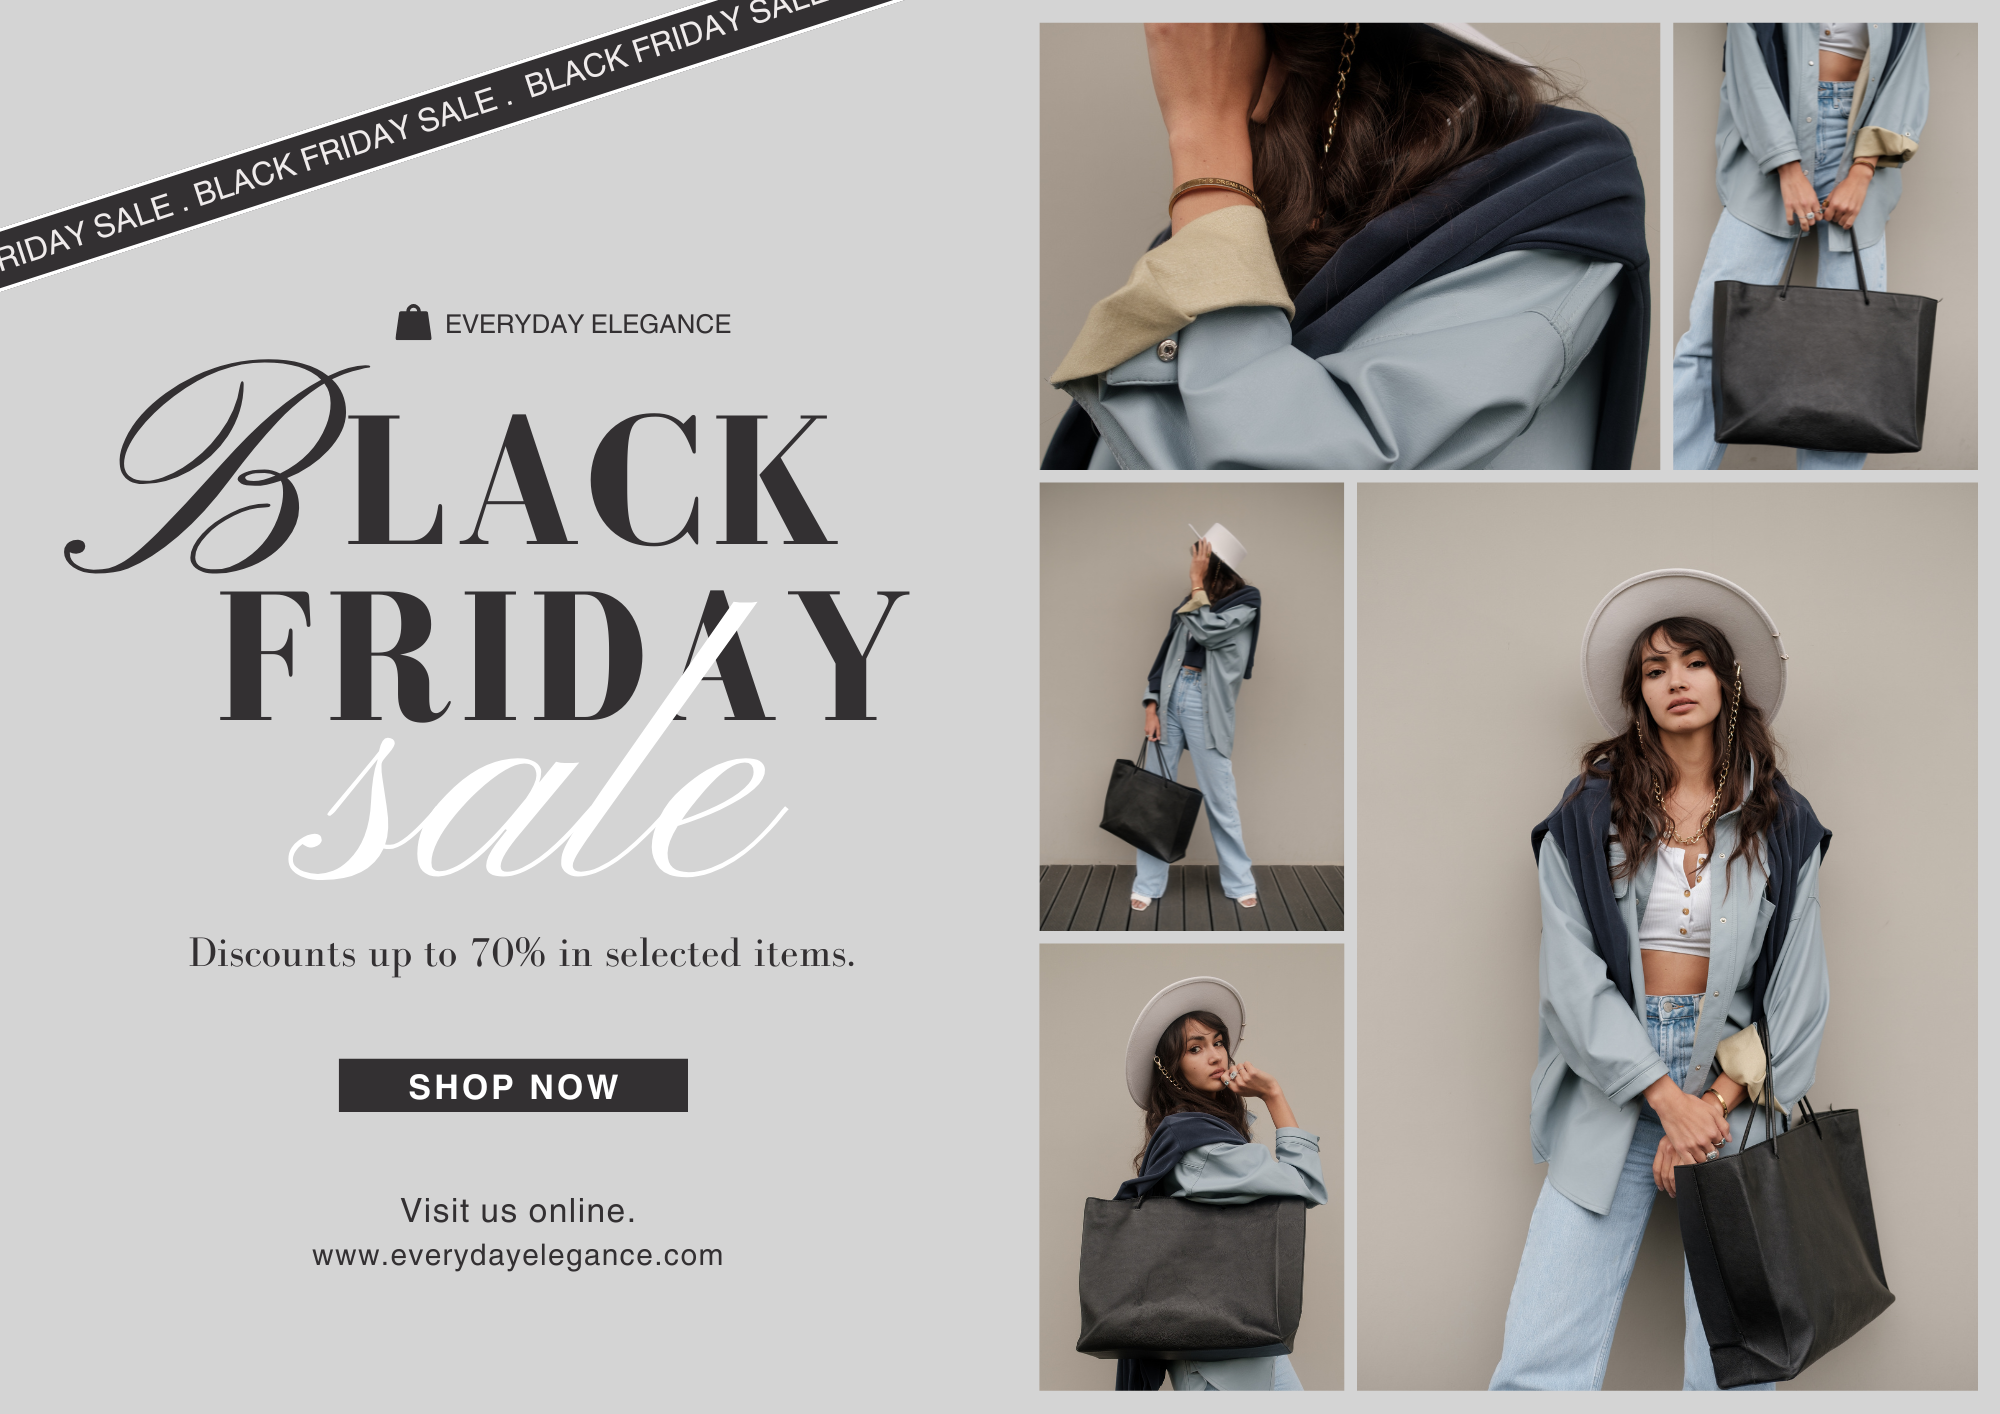 RIDAY SALE . BLACK FRIDAY SALE . BLACK FRIDAY SALE
EVERYDAY ELEGANCE
BLACK
FRIDAY
sale
Discounts up to 70% in selected items.
SHOP NOW
Visit us online.
www.everydayelegance.com